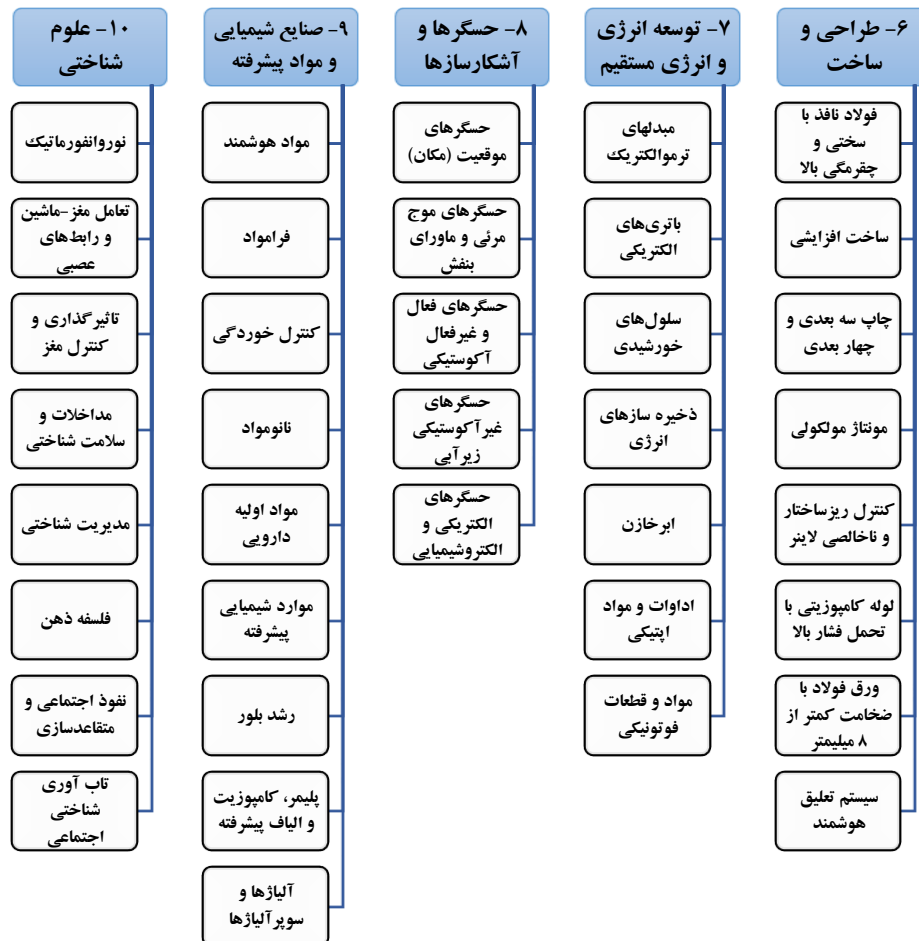 ۶- طراحی و
ساخت
فولاد نافذ با
سختی و
چقرمگی بالا
ساخت افزایشی
چاپ سه بعدی و
چهار بعدی
مونتاژ مولکولی
کنترل ریزساختار
و ناخالصی لاینر
لوله کامپوزیتی با
تحمل فشار بالا
ورق فولاد با
ضخامت کمتر از
۸ میلیمتر
سیستم تعلیق
هوشمند
۷- توسعه انرژی
و انرژی مستقیم
مبدلهای
ترموالکتریک
باتری‌های
الکتریکی
سلول‌های
خورشیدی
ذخیره سازهای
انرژی
ابرخازن
اداوات و مواد
اپتیکی
مواد و قطعات
فوتونیکی
۸- حسگرها و
آشکارسازها
حسگرهای
موقعیت (مکان)
حسگرهای موج
مرئی و ماورای
بنفش
حسگرهای فعال
و غیرفعال
آکوستیکی
حسگرهای
غیرآکوستیکی
زیرآبی
حسگرهای
الکتریکی و
الکتروشیمیایی
۹- صنایع شیمیایی
و مواد پیشرفته
مواد هوشمند
فرامواد
کنترل خوردگی
نانومواد
مواد اولیه
دارویی
موارد شیمیایی
پیشرفته
رشد بلور
پلیمر، کامپوزیت
و الیاف پیشرفته
آلیاژها و
سوپرآلیاژها
۱۰- علوم
شناختی
نوروانفورماتیک
تعامل مغز-ماشین
و رابط‌های
عصبی
تاثیرگذاری و
کنترل مغز
مداخلات و
سلامت شناختی
مدیریت شناختی
فلسفه ذهن
نفوذ اجتماعی و
متقاعدسازی
تاب آوری
شناختی
اجتماعی